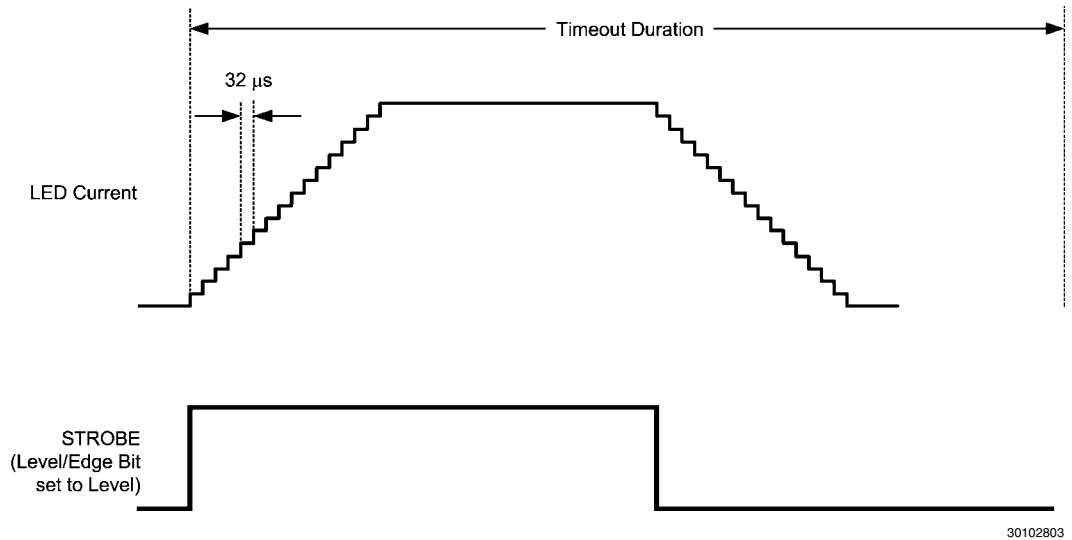 Timeout Duration
32 μs
LED Current
STROBE
(Level/Edge Bit
set to Level)
30102803